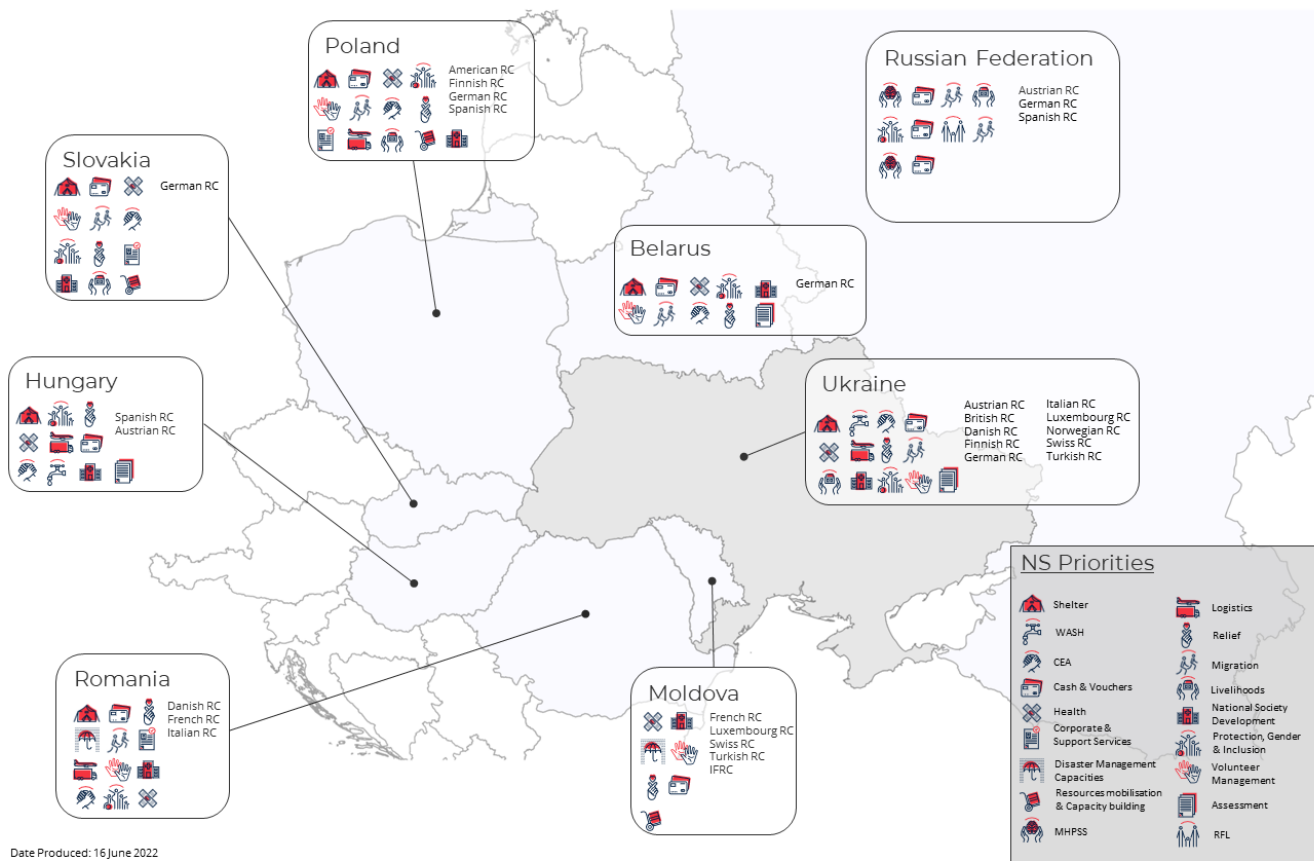 Poland
American RC
Finnish RC
German RC
Spanish RC
Russian Federation
Austrian RC
German RC
Spanish RC
Slovakia
German RC
Belarus
German RC
Hungary
Spanish RC
Austrian RC
Ukraine
Austrian RC
British RC
Danish RC
Finnish RC
German RC
Italian RC
Luxembourg RC
Norwegian RC
Swiss RC
Turkish RC
Romania
Danish RC
French RC
Italian RC
Moldova
French RC
Luxembourg RC
Swiss RC
Turkish RC
IFRC
NS Priorities
Shelter
WASH
CEA
Cash & Vouchers
Health
Corporate &
Support Services
Disaster Management
Capacities
Resources mobilisation
& Capacity building
MHPSS
Logistics
Relief
Migration
Livelihoods
National Society
Development
Protection, Gender
& Inclusion
Volunteer
Management
Assessment
RFL
Date Produced: 16 June 2022